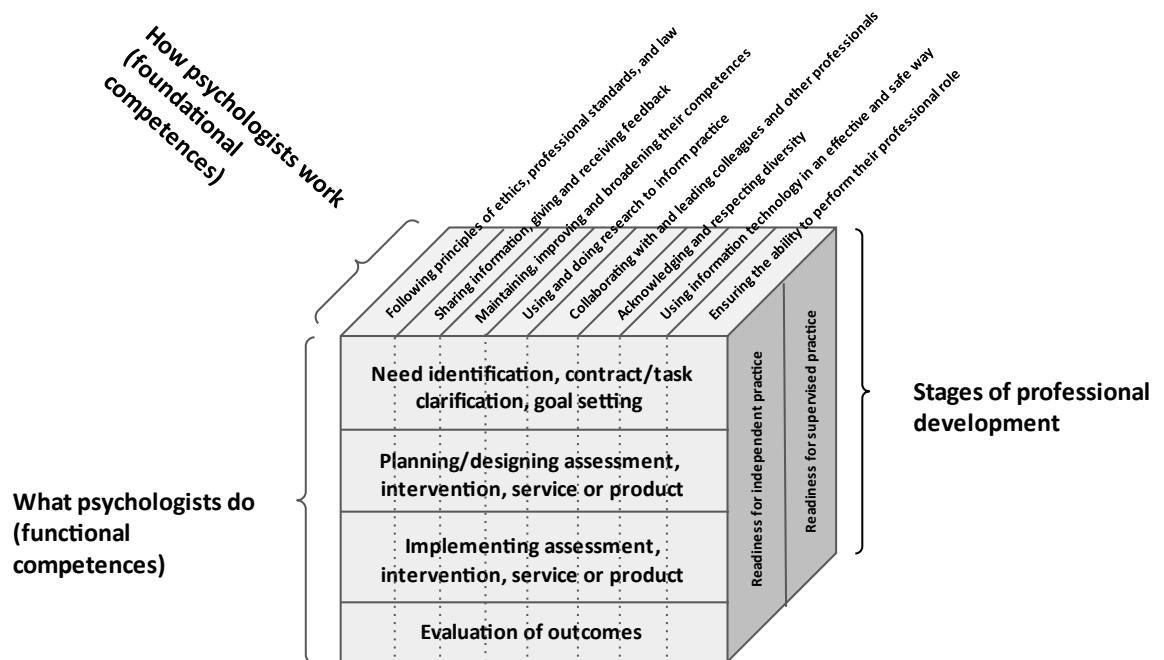 How psychologists work
(foundational
competences)
Following principles of ethics, professional standards, and law
Sharing information, giving and receiving feedback
Maintaining, improving and broadening their competences
Using and doing research to inform practice
Collaborating with and leading colleagues and other professionals
Acknowledging and respecting diversity
Using information technology in an effective and safe way
Ensuring the ability to perform their professional role
What psychologists do
(functional
competences)
Need identification, contract/task
clarification, goal setting
Planning/designing assessment,
intervention, service or product
Implementing assessment,
intervention, service or product
Evaluation of outcomes
Readiness for independent practice
Readiness for supervised practice
Stages of professional
development